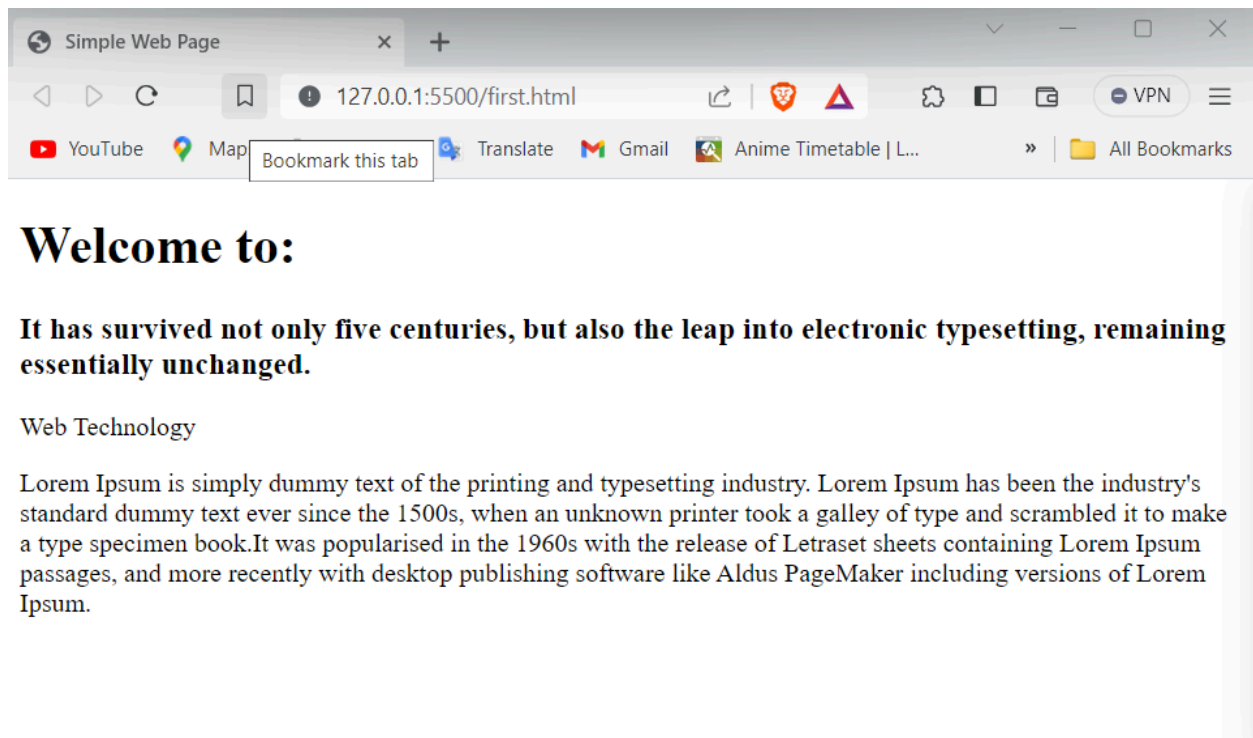 Simple Web Page
127.0.0.1:5500/first.html
VPN
YouTube Map Translate Gmail Anime Timetable | L... » All Bookmarks
Bookmark this tab
Welcome to:
It has survived not only five centuries, but also the leap into electronic typesetting, remaining
essentially unchanged.
Web Technology
Lorem Ipsum is simply dummy text of the printing and typesetting industry. Lorem Ipsum has been the industry's
standard dummy text ever since the 1500s, when an unknown printer took a galley of type and scrambled it to make
a type specimen book.It was popularised in the 1960s with the release of Letraset sheets containing Lorem Ipsum
passages, and more recently with desktop publishing software like Aldus PageMaker including versions of Lorem
Ipsum.